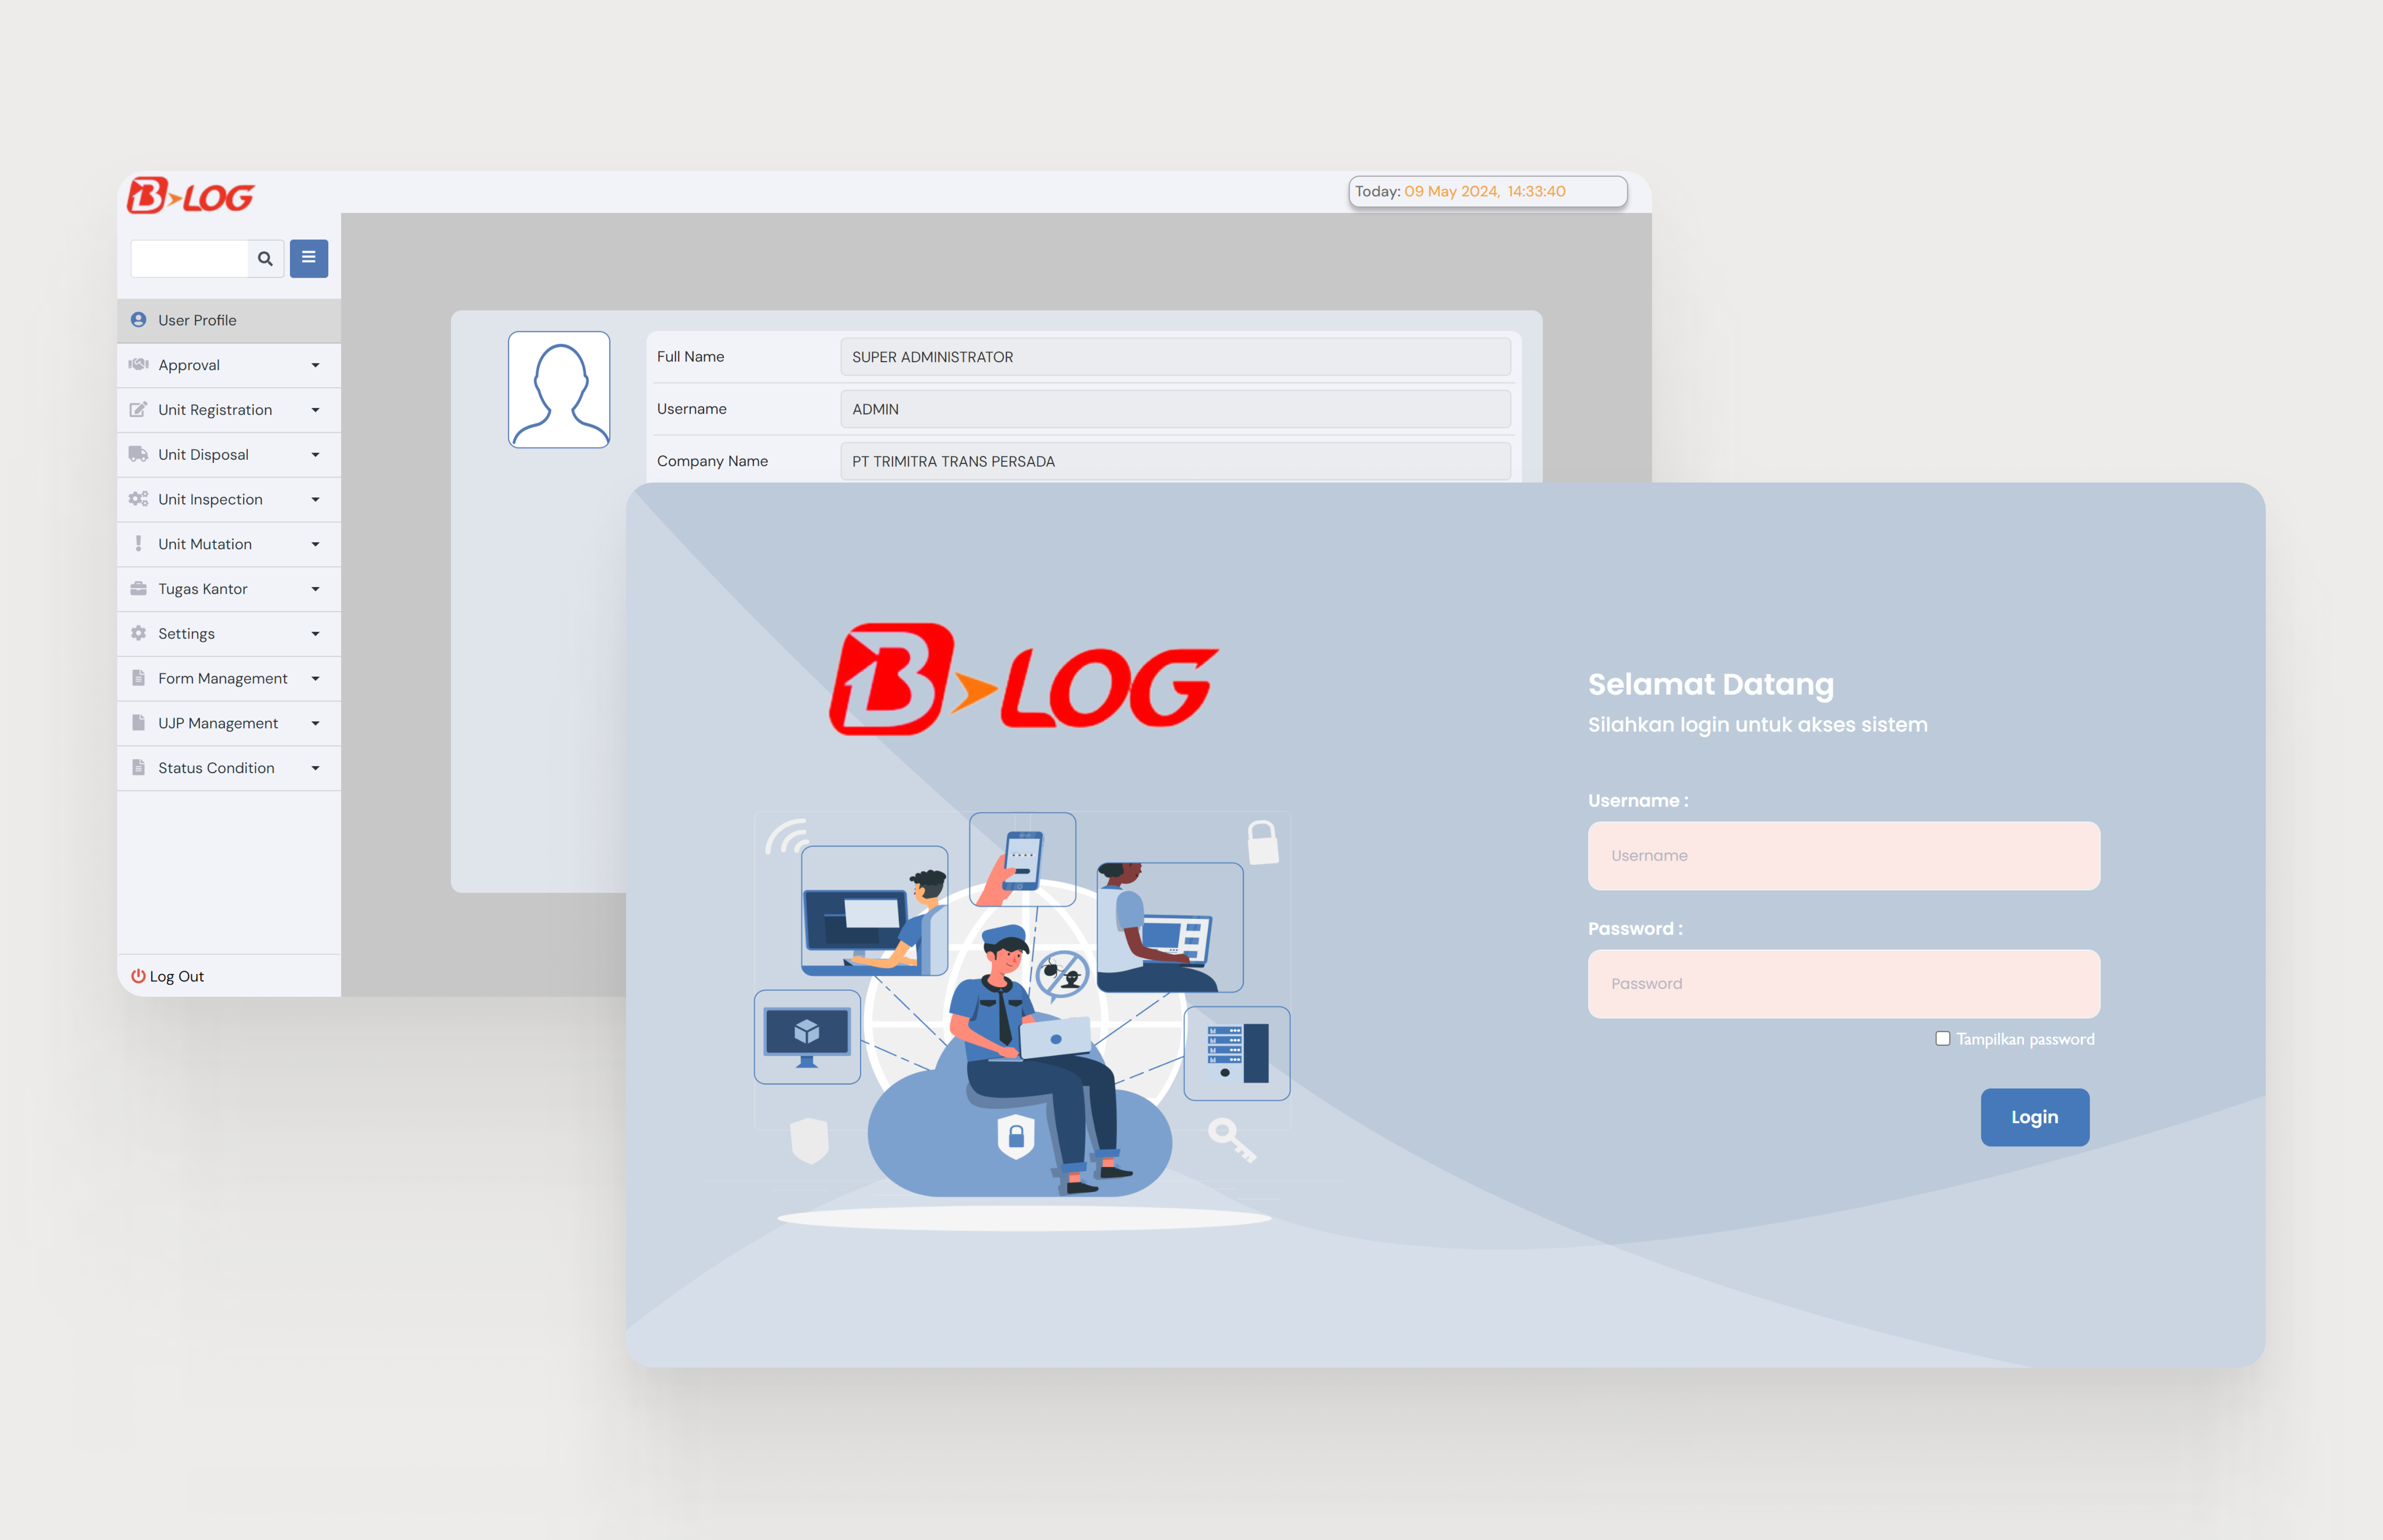 B-LOG
Today: 09 May 2024, 14:33:40
User Profile
Approval
Unit Registration
Unit Disposal
Unit Inspection
Unit Mutation
Tugas Kantor
Settings
Form Management
UJP Management
Status Condition
Log Out
Full Name
SUPER ADMINISTRATOR
Username
ADMIN
Company Name
PT TRIMITRA TRANS PERSADA
B-LOG
Selamat Datang
Silahkan login untuk akses sistem
Username :
Username
Password :
Password
Tampilkan password
Login